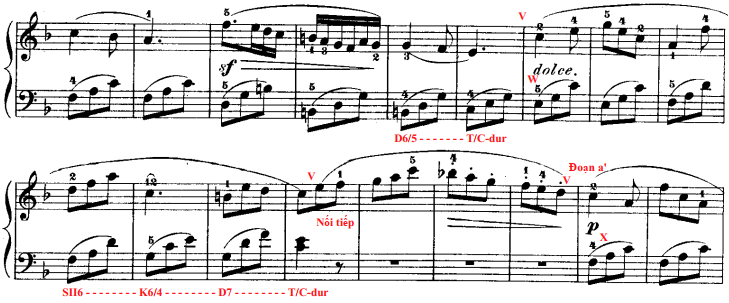 V
sf
dolce.
W
D6/5 - - - - - - - T/C-dur
V
Đoạn a'
V
Nối tiếp
p
X
SII6 - - - - - - - - K6/4 - - - - - - - - D7 - - - - - - - T/C-dur